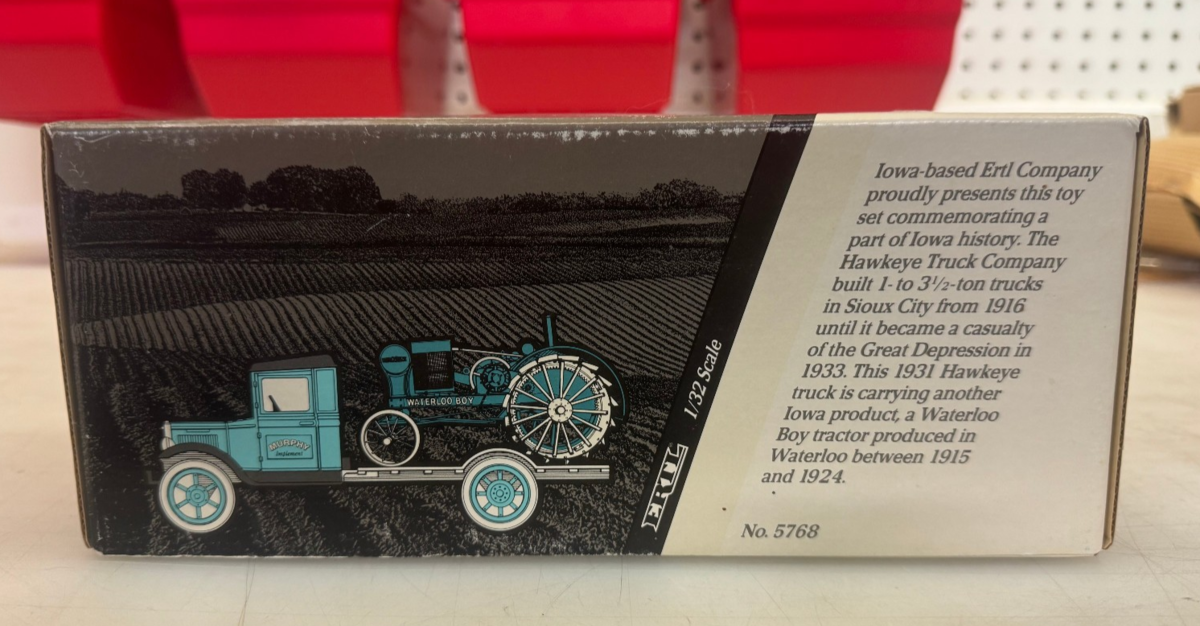 WATERLOO BOY
MURPHY
Implement
1/32 Scale
ERTL
Iowa-based Ertl Company
proudly presents this toy
set commemorating a
part of Iowa history. The
Hawkeye Truck Company
built 1- to 3½-ton trucks
in Sioux City from 1916
until it became a casualty
of the Great Depression in
1933. This 1931 Hawkeye
truck is carrying another
Iowa product, a Waterloo
Boy tractor produced in
Waterloo between 1915
and 1924.
No. 5768